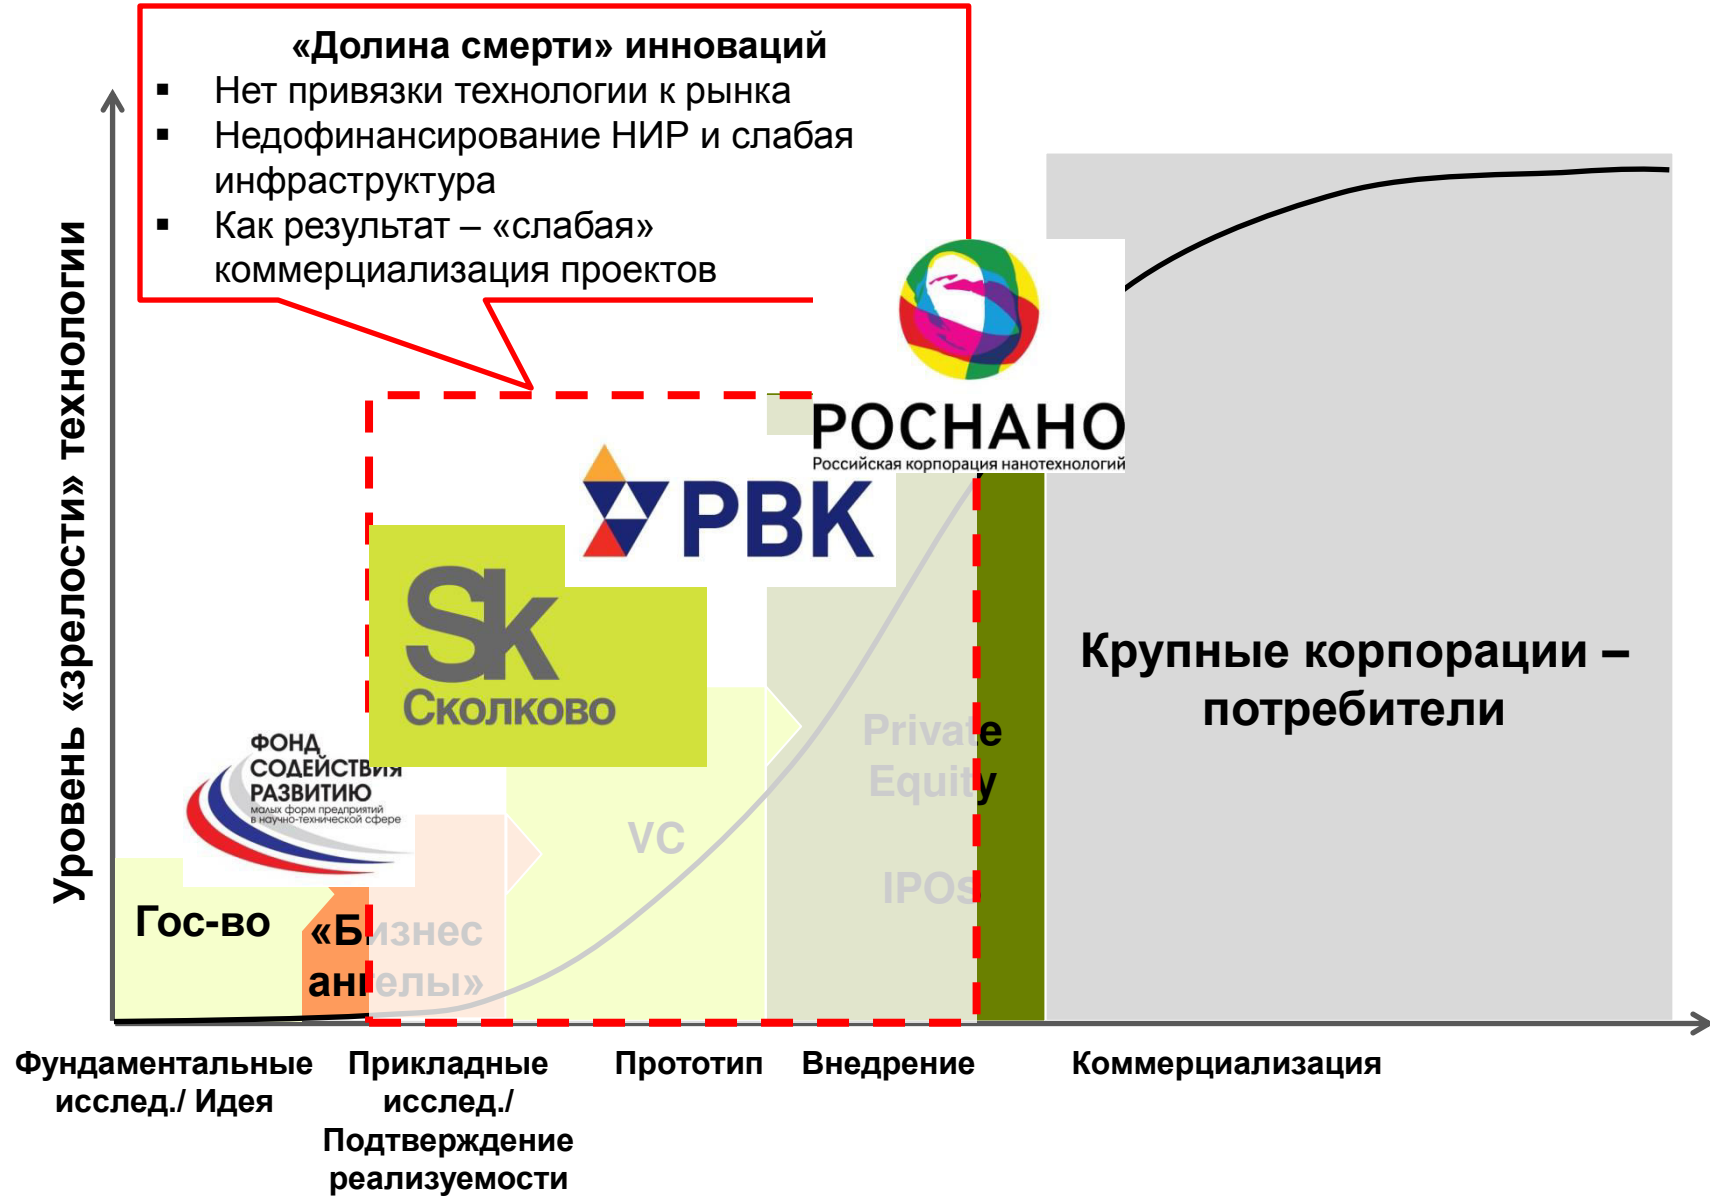 «Долина смерти» инноваций
▪ Нет привязки технологии к рынка
▪ Недофинансирование НИР и слабая
инфраструктура
▪ Как результат – «слабая»
коммерциализация проектов
Уровень «зрелости» технологии
РОСНАНО
Российская корпорация нанотехнологий
РВК
Sk
Сколково
ФОНД
СОДЕЙСТВИЯ
РАЗВИТИЮ
малых форм предприятий
в научно-технической сфере
Гос-во
«Бизнес
ангелы»
VC
Private
Equity
IPOs
Крупные корпорации –
потребители
Фундаментальные
исслед./ Идея
Прикладные
исслед./
Подтверждение
реализуемости
Прототип
Внедрение
Коммерциализация